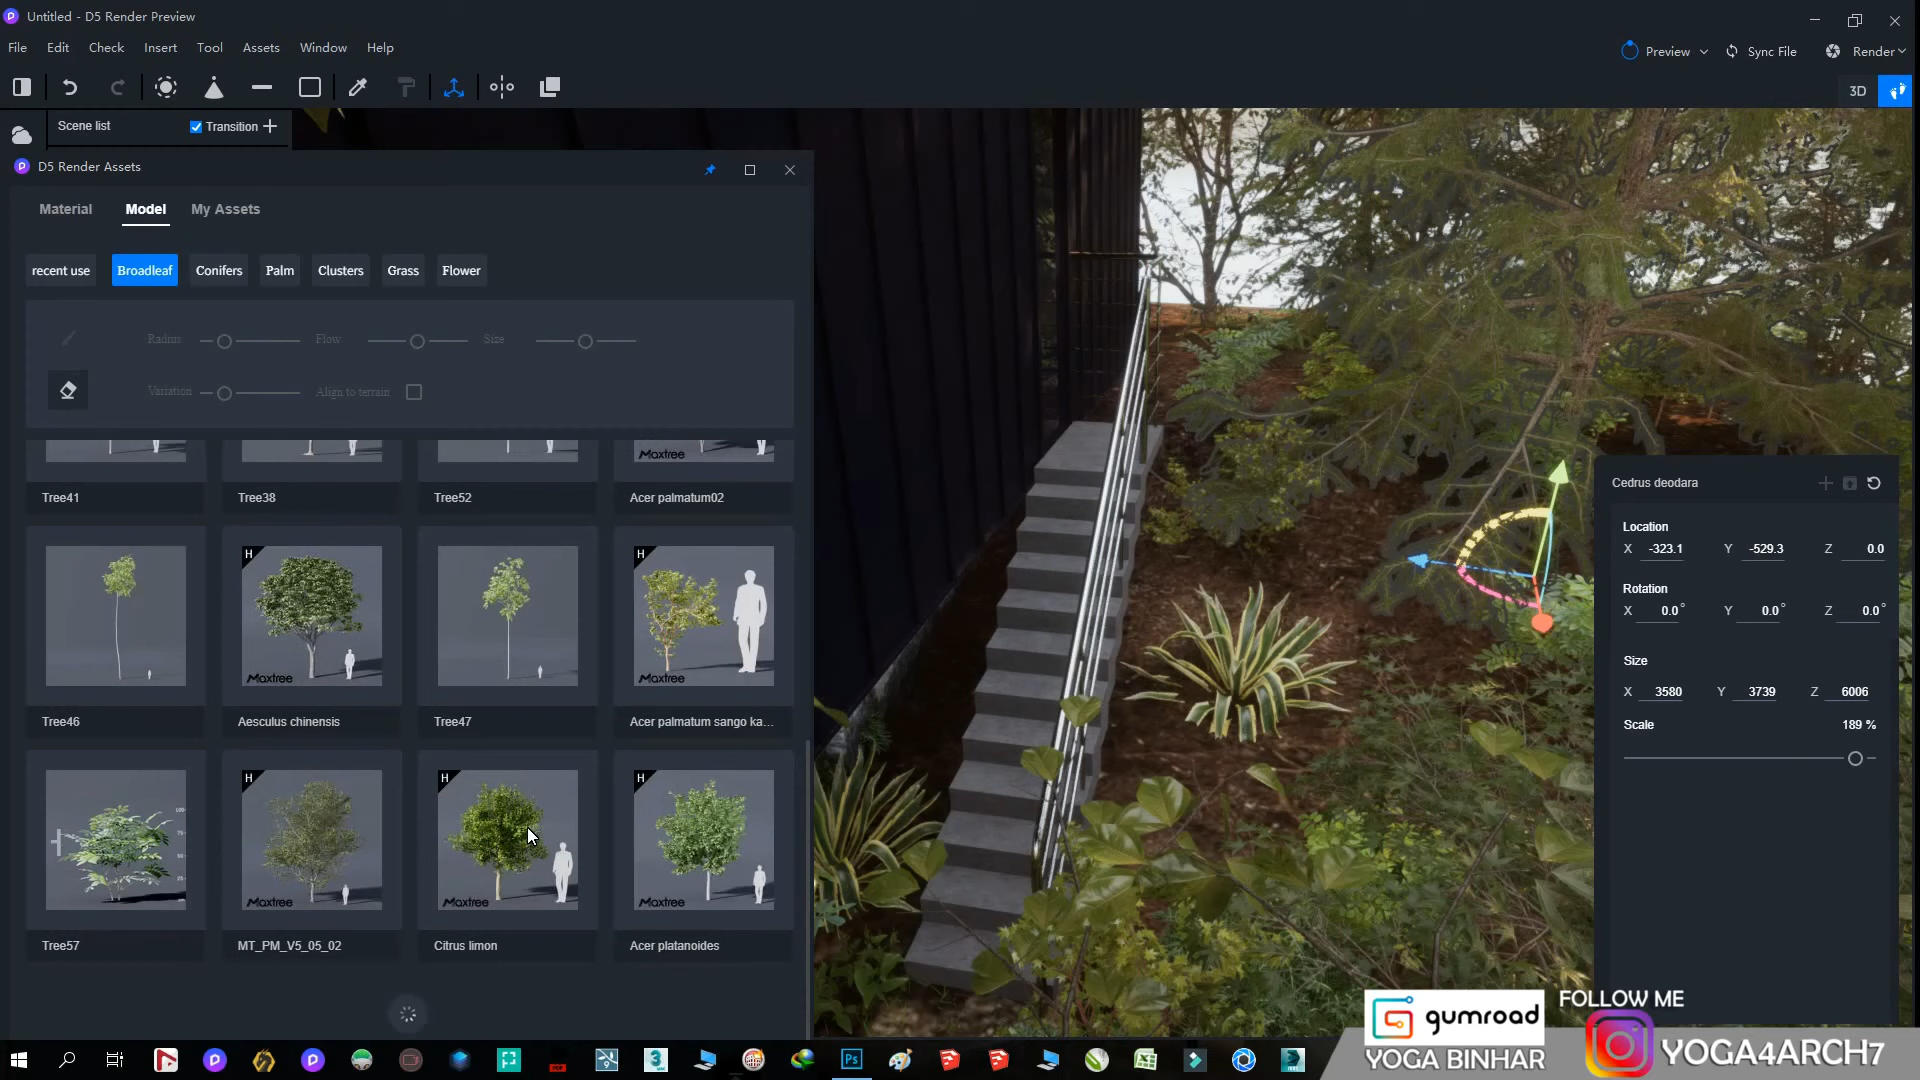 Untitled - D5 Render Preview
File Edit Check Insert Tool Assets Window Help
Preview Sync File Render
3D
Scene list Transition
D5 Render Assets
Material Model My Assets
recent use Broadleaf Conifers Palm Clusters Grass Flower
Radius Flow Size
Variation Align to terrain
Maxtree
Tree41 Tree38 Tree52 Acer palmatum02
H H
Maxtree
Tree46 Aesculus chinensis Tree47 Acer palmatum sango ka...
H H H
Maxtree Maxtree Maxtree
Tree57 MT_PM_V5_05_02 Citrus limon Acer platanoides
Cedrus deodara
Location
X -323.1 Y -529.3 Z 0.0
Rotation
X 0.0° Y 0.0° Z 0.0°
Size
X 3580 Y 3739 Z 6006
Scale 189 %
gumroad
YOGA BINHAR
FOLLOW ME
YOGA4ARCH7
Ps